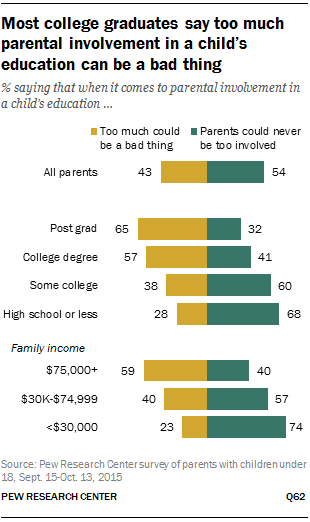 Most college graduates say too much
parental involvement in a child's
education can be a bad thing
% saying that when it comes to parental involvement in
a child's education ...
Too much could be a bad thing
Parents could never be too involved
All parents 43 54
Post grad 65 32
College degree 57 41
Some college 38 60
High school or less 28 68
Family income
$75,000+ 59 40
$30K-$74,999 40 57
<$30,000 23 74
Source: Pew Research Center survey of parents with children under
18, Sept. 15-Oct. 13, 2015
PEW RESEARCH CENTER Q62